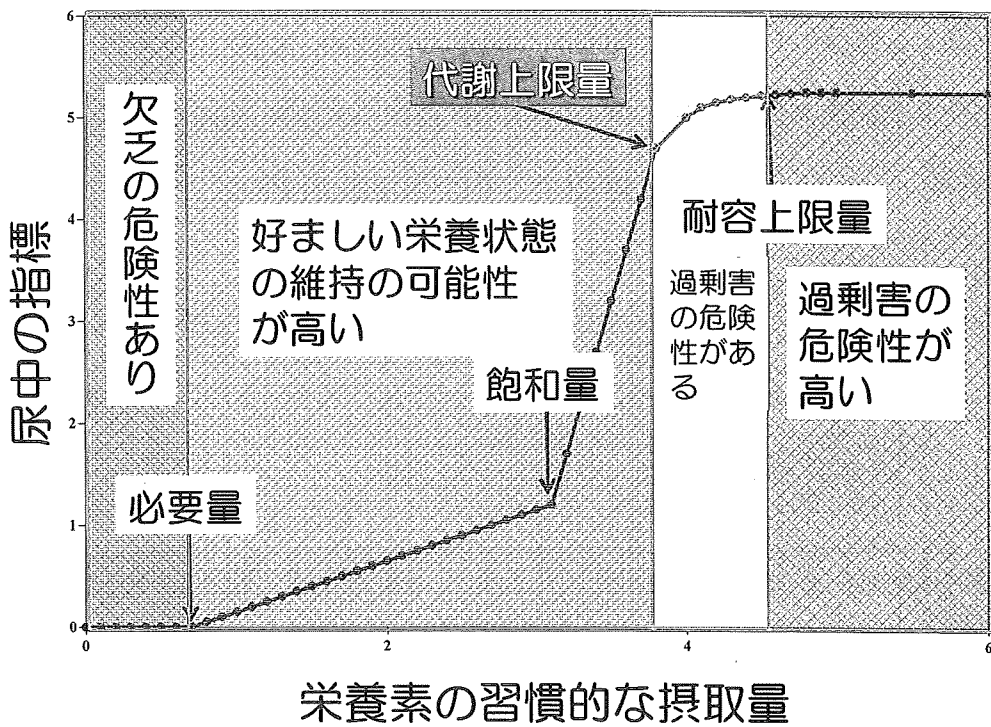 尿中の指標
6
5
4
3
2
1
0
欠乏の危険性あり
必要量
好ましい栄養状態
の維持の可能性
が高い
代謝上限量
飽和量
耐容上限量
過剰害
の危険
性があ
る
過剰害の
危険性が
高い
0
2
4
6
栄養素の習慣的な摂取量